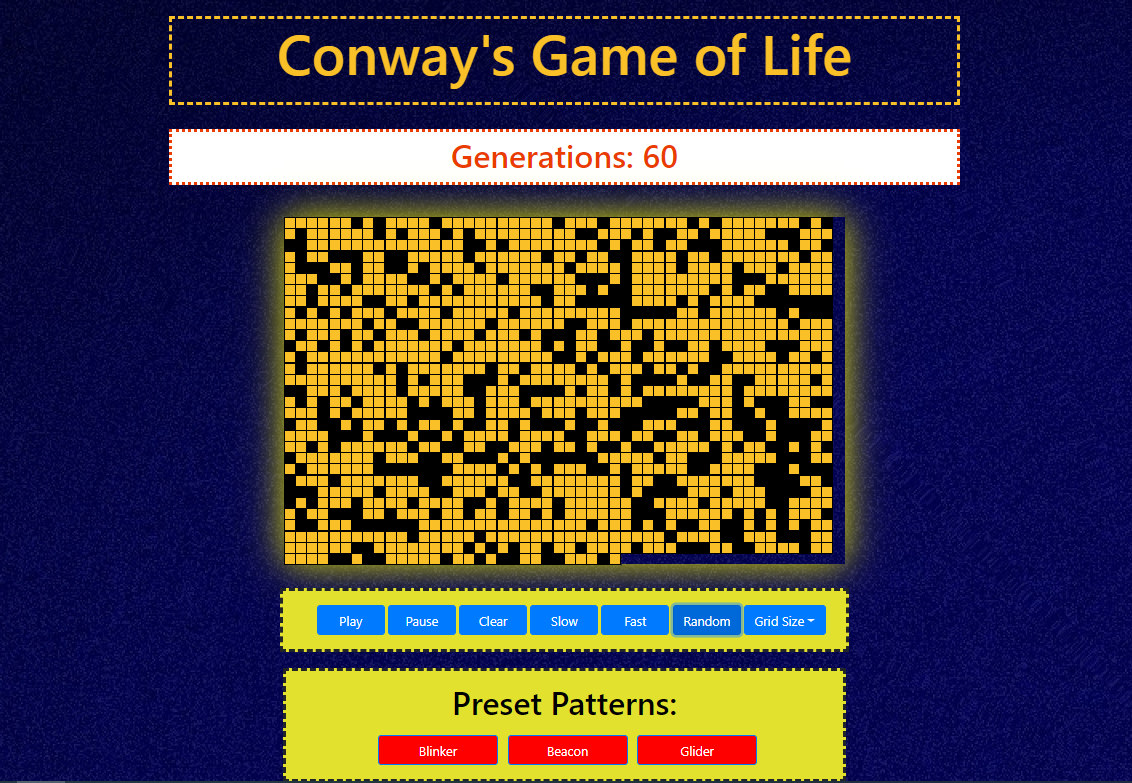 Conway's Game of Life
Generations: 60
Play Pause Clear Slow Fast Random Grid Size
Preset Patterns:
Blinker Beacon Glider